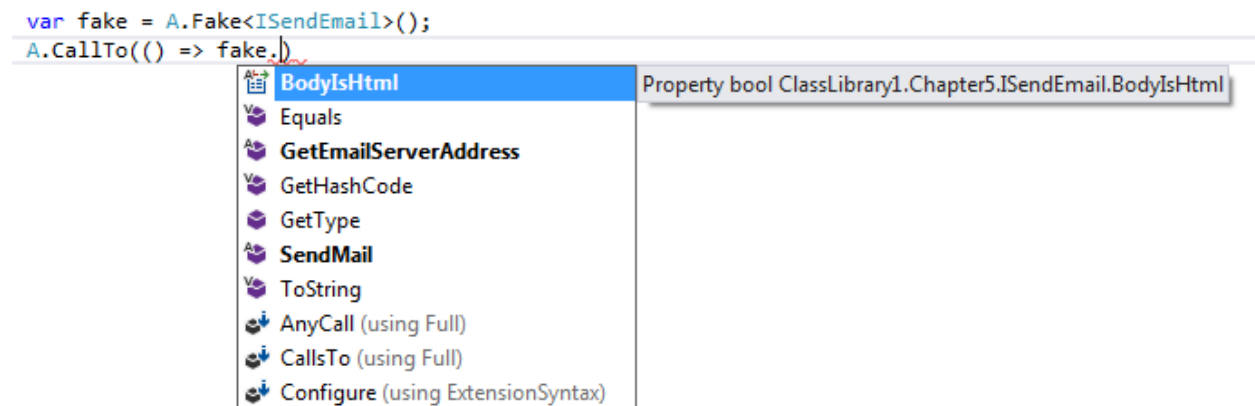 var fake = A.Fake<ISendEmail>();
A.CallTo(() => fake.)
BodyIsHtml
Property bool ClassLibrary1.Chapter5.ISendEmail.BodyIsHtml
Equals
GetEmailServerAddress
GetHashCode
GetType
SendMail
ToString
AnyCall (using Full)
CallsTo (using Full)
Configure (using ExtensionSyntax)